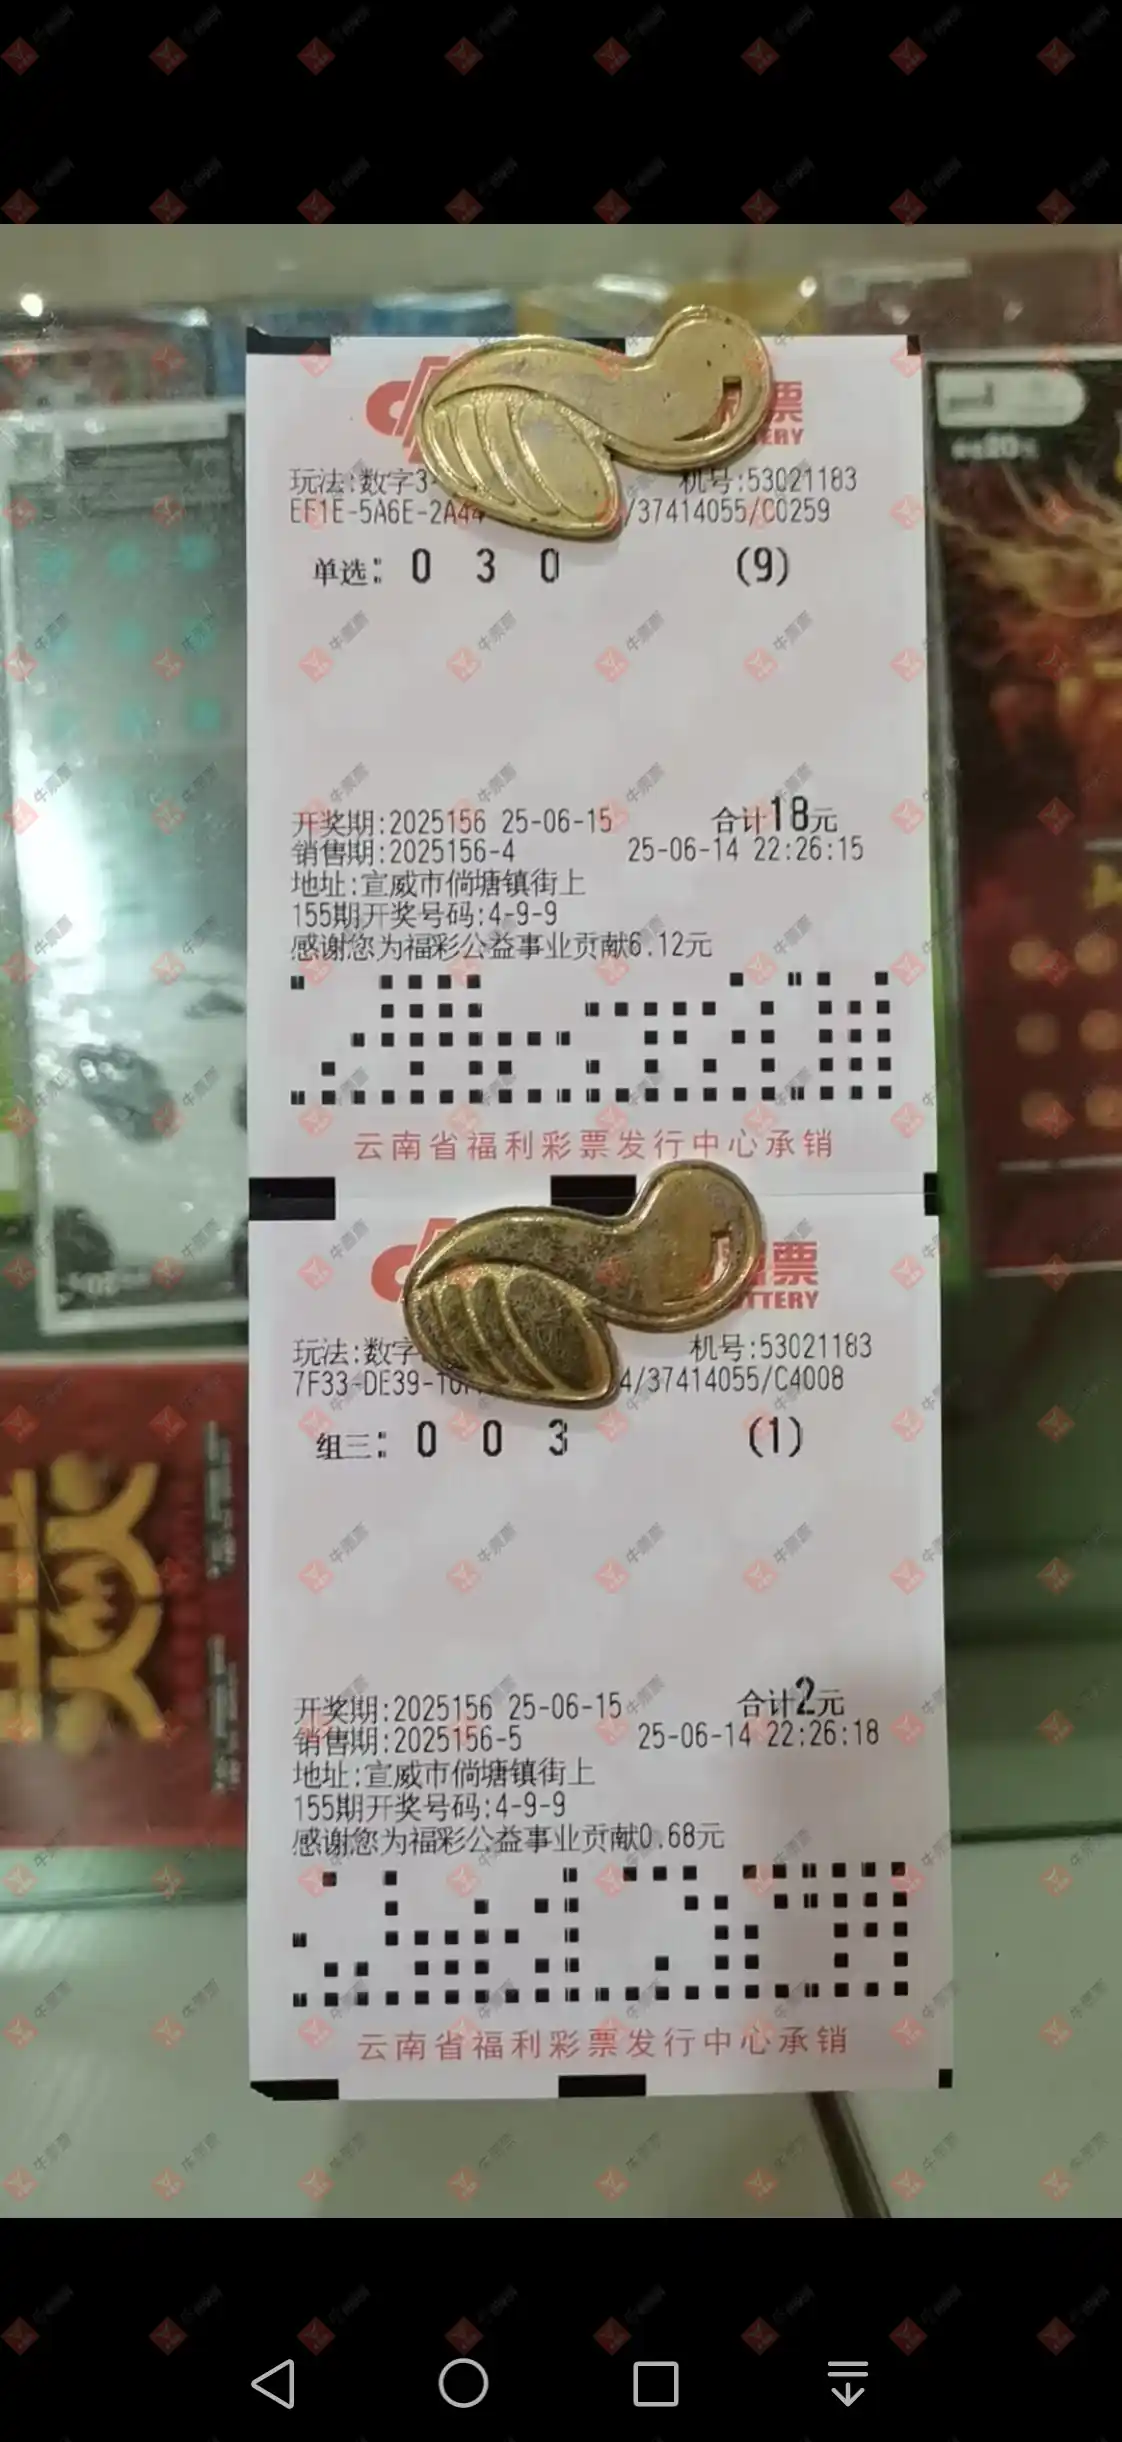 票
ERY
玩法:数字3-
机号:53021183
EF1E-5A6E-2A44
/37414055/C0259
单选: 0 3 0 (9)
开奖期:2025156 25-06-15 合计18元
销售期:2025156-4 25-06-14 22:26:15
地址:宣威市倘塘镇街上
155期开奖号码:4-9-9
感谢您为福彩公益事业贡献6.12元
云南省福利彩票发行中心承销
票
OTTERY
玩法:数字
机号:53021183
7F33-DE39-10
4/37414055/C4008
组三: 0 0 3 (1)
开奖期:2025156 25-06-15 合计2元
销售期:2025156-5 25-06-14 22:26:18
地址:宣威市倘塘镇街上
155期开奖号码:4-9-9
感谢您为福彩公益事业贡献0.68元
云南省福利彩票发行中心承销